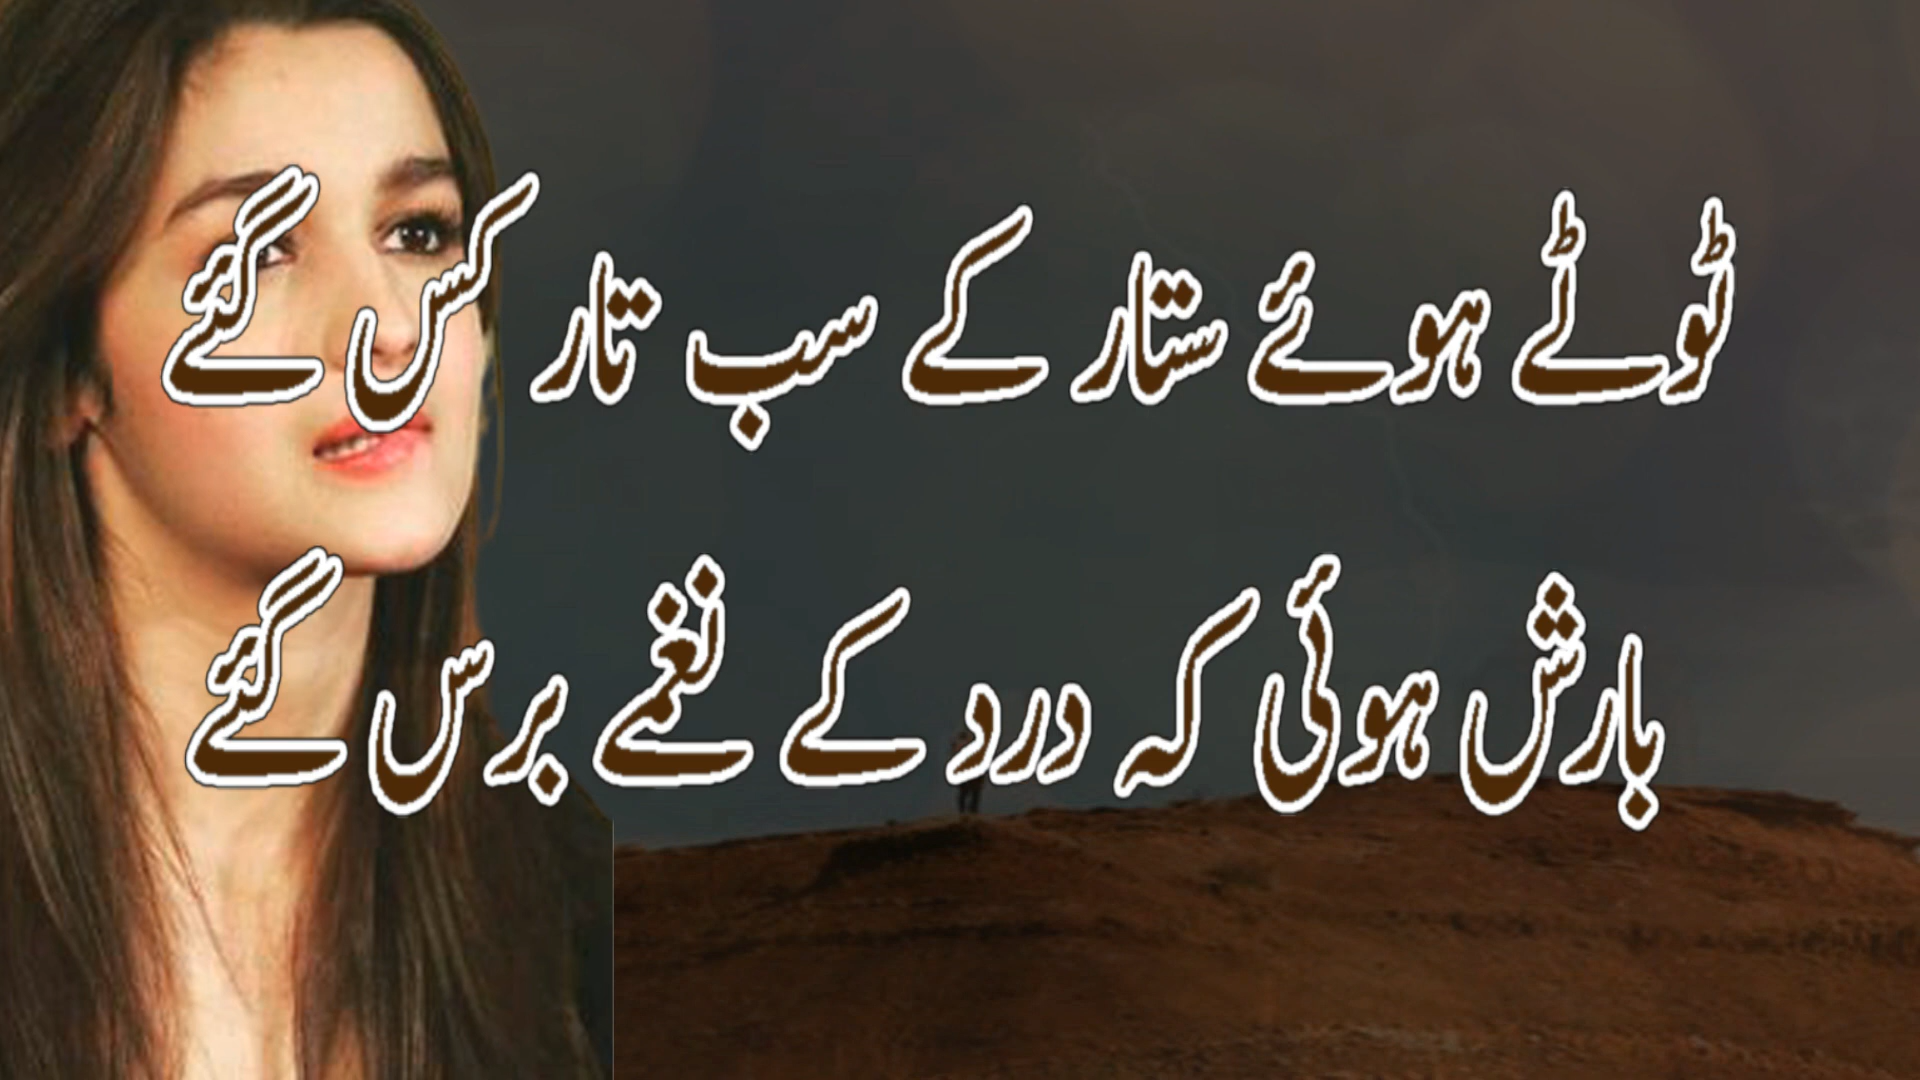 ٹوٹے ہوئے ستار کے سب تار کس گئے
بارش ہوئی کہ درد کے نغمے برس گئے